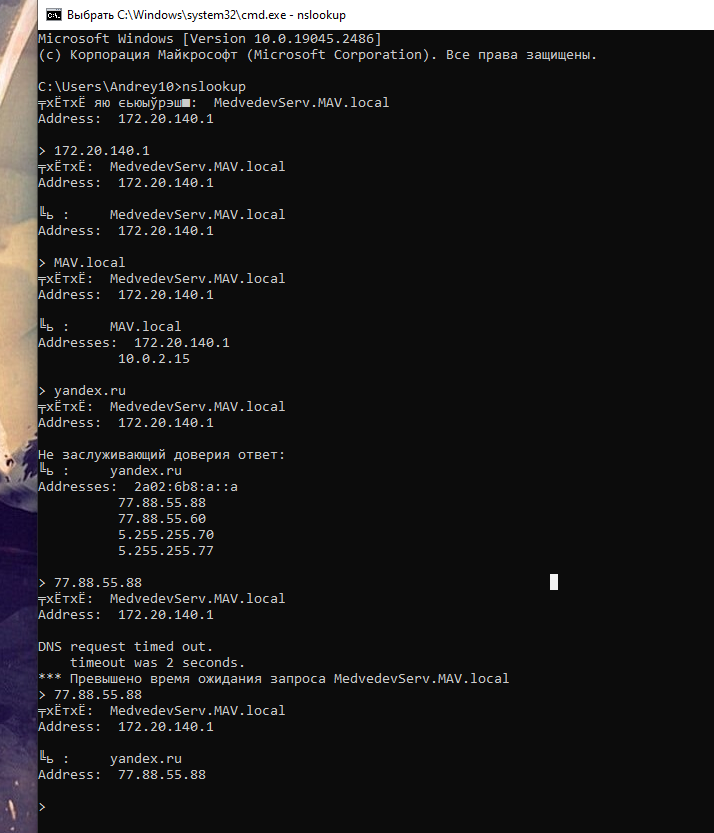 Выбрать C:\Windows\system32\cmd.exe - nslookup
Microsoft Windows [Version 10.0.19045.2486]
(c) Корпорация Майкрософт (Microsoft Corporation). Все права защищены.
C:\Users\Andrey10>nslookup
╤хЁтхЁ яю єьюыўрэш■:  MedvedevServ.MAV.local
Address:  172.20.140.1
> 172.20.140.1
╤хЁтхЁ:  MedvedevServ.MAV.local
Address:  172.20.140.1
╚ь :     MedvedevServ.MAV.local
Address:  172.20.140.1
> MAV.local
╤хЁтхЁ:  MedvedevServ.MAV.local
Address:  172.20.140.1
╚ь :     MAV.local
Addresses:  172.20.140.1
10.0.2.15
> yandex.ru
╤хЁтхЁ:  MedvedevServ.MAV.local
Address:  172.20.140.1
Не заслуживающий доверия ответ:
╚ь :     yandex.ru
Addresses:  2a02:6b8:a::a
77.88.55.88
77.88.55.60
5.255.255.70
5.255.255.77
> 77.88.55.88
╤хЁтхЁ:  MedvedevServ.MAV.local
Address:  172.20.140.1
DNS request timed out.
timeout was 2 seconds.
*** Превышено время ожидания запроса MedvedevServ.MAV.local
> 77.88.55.88
╤хЁтхЁ:  MedvedevServ.MAV.local
Address:  172.20.140.1
╚ь :     yandex.ru
Address:  77.88.55.88
>